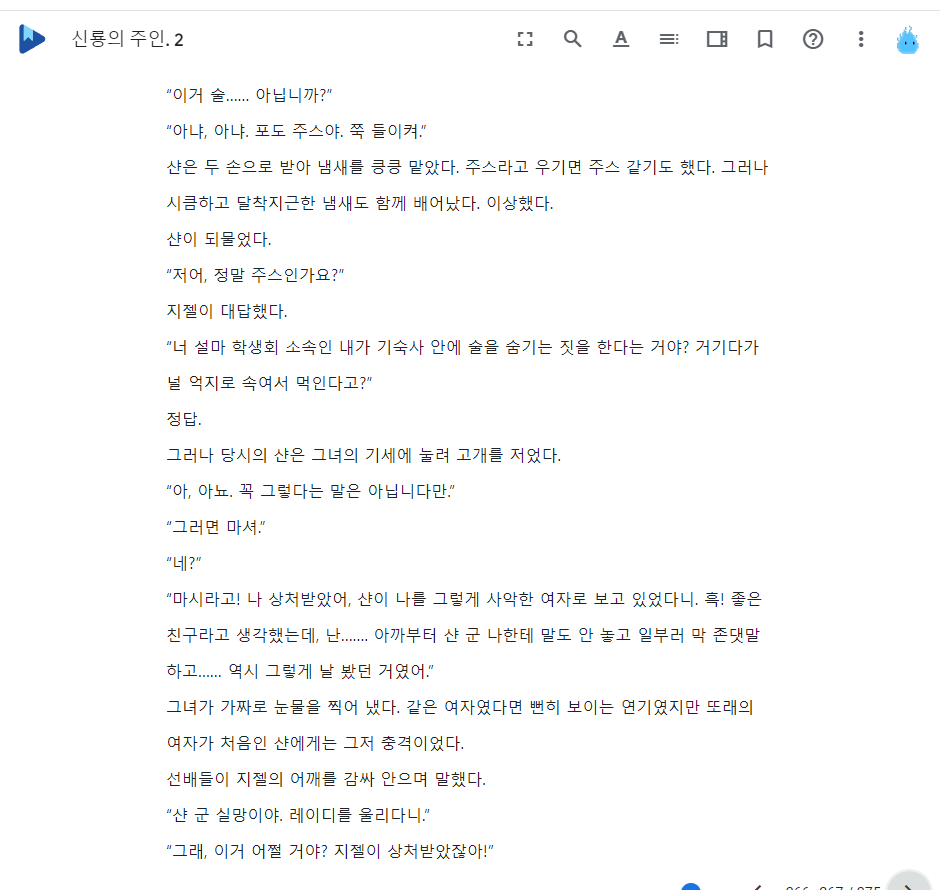 신룡의 주인. 2
“이거 술...... 아닙니까?”
“아냐, 아냐. 포도 주스야. 쭉 들이켜.”
샨은 두 손으로 받아 냄새를 킁킁 맡았다. 주스라고 우기면 주스 같기도 했다. 그러나
시큼하고 달착지근한 냄새도 함께 배어났다. 이상했다.
샨이 되물었다.
“저어, 정말 주스인가요?”
지젤이 대답했다.
“너 설마 학생회 소속인 내가 기숙사 안에 술을 숨기는 짓을 한다는 거야? 거기다가
널 억지로 속여서 먹인다고?”
정답.
그러나 당시의 샨은 그녀의 기세에 눌려 고개를 저었다.
“아, 아뇨. 꼭 그렇다는 말은 아닙니다만.”
“그러면 마셔.”
“네?”
“마시라고! 나 상처받았어, 샨이 나를 그렇게 사악한 여자로 보고 있었다니. 흑! 좋은
친구라고 생각했는데, 난....... 아까부터 샨 군 나한테 말도 안 놓고 일부러 막 존댓말
하고...... 역시 그렇게 날 봤던 거였어.”
그녀가 가짜로 눈물을 찍어 냈다. 같은 여자였다면 뻔히 보이는 연기였지만 또래의
여자가 처음인 샨에게는 그저 충격이었다.
선배들이 지젤의 어깨를 감싸 안으며 말했다.
“샨 군 실망이야. 레이디를 울리다니.”
“그래, 이거 어쩔 거야? 지젤이 상처받았잖아!”